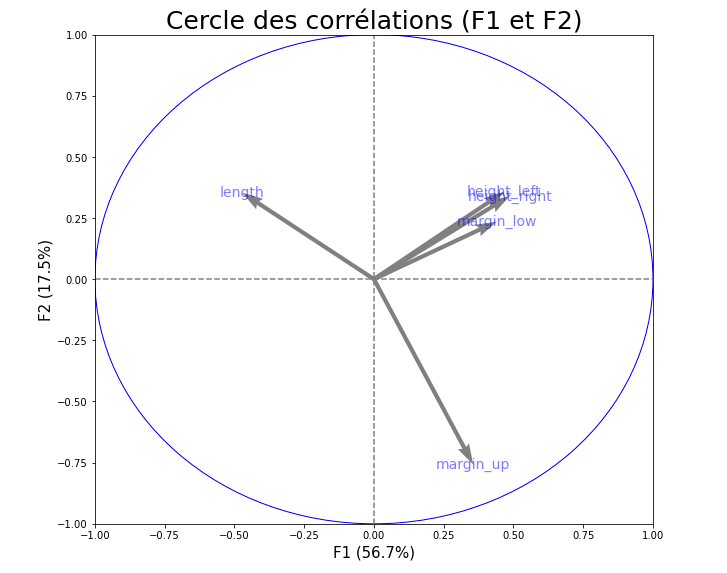 Cercle des corrélations (F1 et F2)
1.00
0.75
0.50
0.25
0.00
−0.25
−0.50
−0.75
−1.00
F2 (17.5%)
length
height_left
height_right
margin_low
margin_up
−1.00 −0.75 −0.50 −0.25 0.00 0.25 0.50 0.75 1.00
F1 (56.7%)